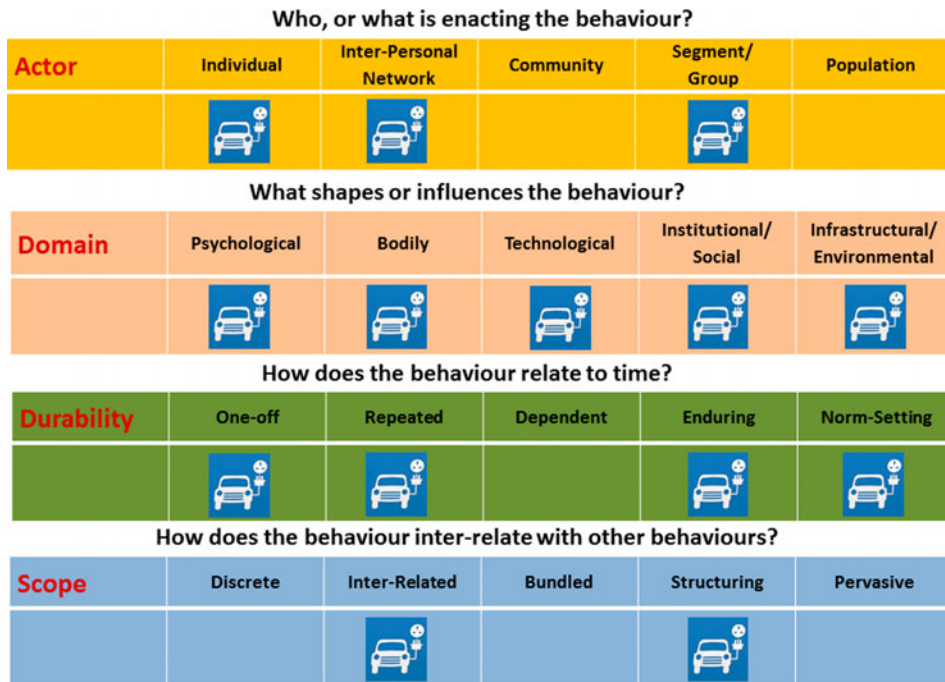 Who, or what is enacting the behaviour?
Actor Individual Inter-Personal Network Community Segment/ Group Population
What shapes or influences the behaviour?
Domain Psychological Bodily Technological Institutional/ Social Infrastructural/ Environmental
How does the behaviour relate to time?
Durability One-off Repeated Dependent Enduring Norm-Setting
How does the behaviour inter-relate with other behaviours?
Scope Discrete Inter-Related Bundled Structuring Pervasive